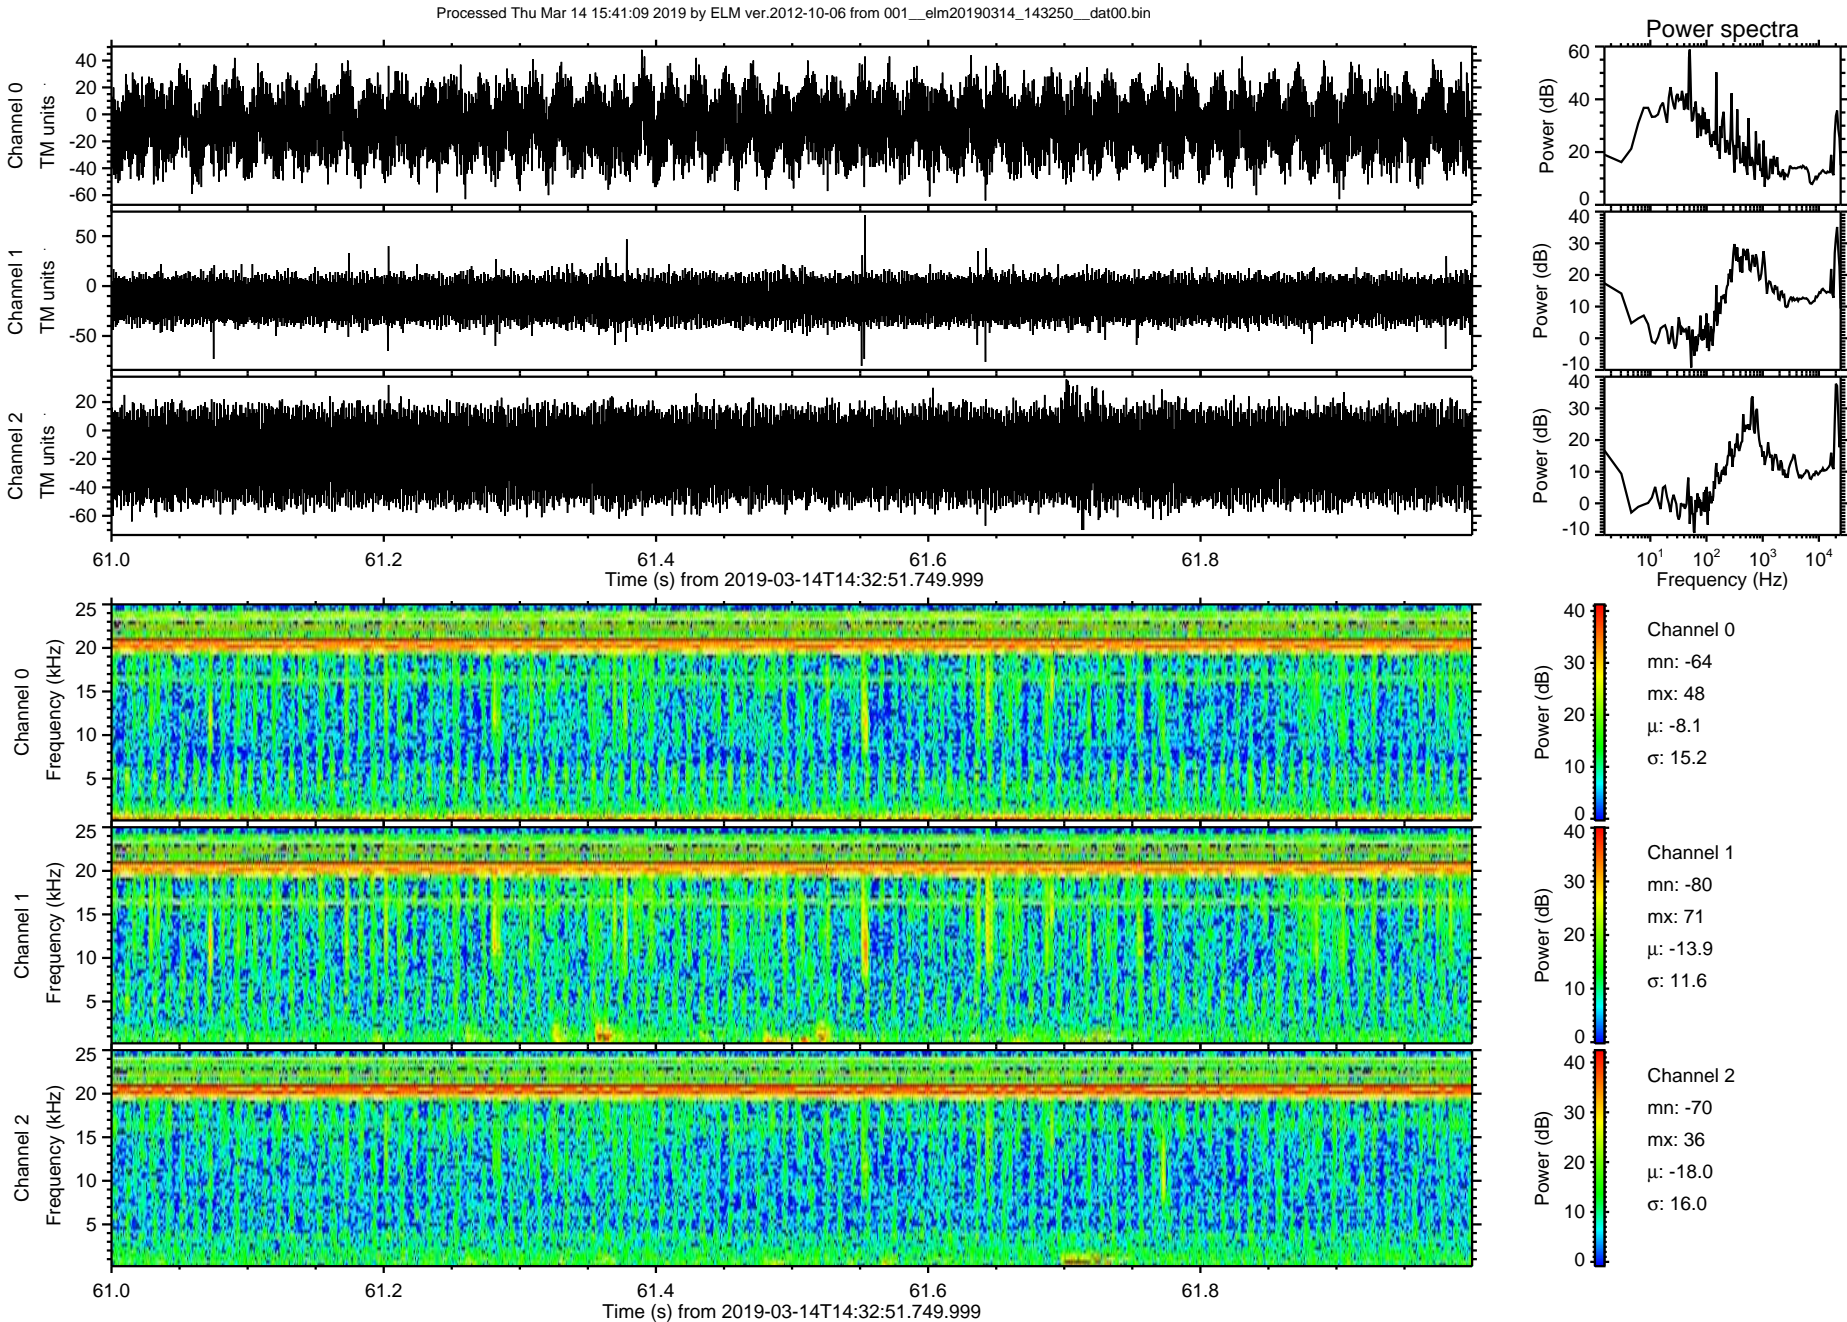 Processed Thu Mar 14 15:41:09 2019 by ELM ver.2012-10-06 from 001__elm20190314_143250__dat00.bin
Power spectra
Channel 0
TM units
40
20
0
-20
-40
-60
Power (dB)
60
40
20
0
Channel 1
TM units
50
0
-50
Power (dB)
40
30
20
10
0
-10
Channel 2
TM units
20
0
-20
-40
-60
Power (dB)
40
30
20
10
0
-10
61.0 61.2 61.4 61.6 61.8
Time (s) from 2019-03-14T14:32:51.749.999
10^1 10^2 10^3 10^4
Frequency (Hz)
Channel 0
Frequency (kHz)
25
20
15
10
5
Power (dB)
40
30
20
10
0
Channel 0
mn: -64
mx: 48
μ: -8.1
σ: 15.2
Channel 1
Frequency (kHz)
25
20
15
10
5
Power (dB)
40
30
20
10
0
Channel 1
mn: -80
mx: 71
μ: -13.9
σ: 11.6
Channel 2
Frequency (kHz)
25
20
15
10
5
Power (dB)
40
30
20
10
0
Channel 2
mn: -70
mx: 36
μ: -18.0
σ: 16.0
61.0 61.2 61.4 61.6 61.8
Time (s) from 2019-03-14T14:32:51.749.999